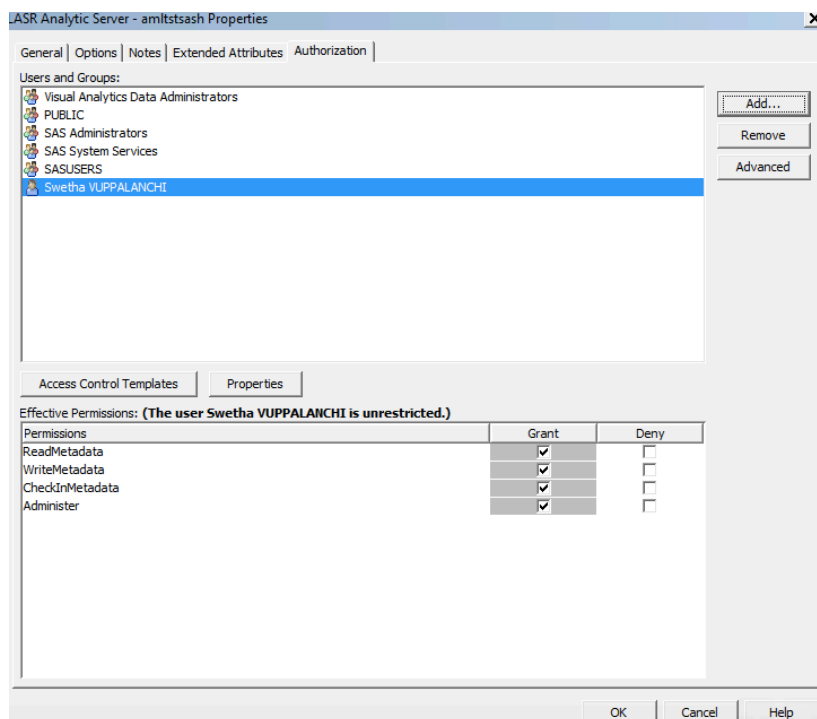 LASR Analytic Server - amltstsash Properties
General Options Notes Extended Attributes Authorization
Users and Groups:
Visual Analytics Data Administrators
PUBLIC
SAS Administrators
SAS System Services
SASUSERS
Swetha VUPPALANCHI
Add...
Remove
Advanced
Access Control Templates Properties
Effective Permissions: (The user Swetha VUPPALANCHI is unrestricted.)
Permissions Grant Deny
ReadMetadata
WriteMetadata
CheckInMetadata
Administer
OK Cancel Help